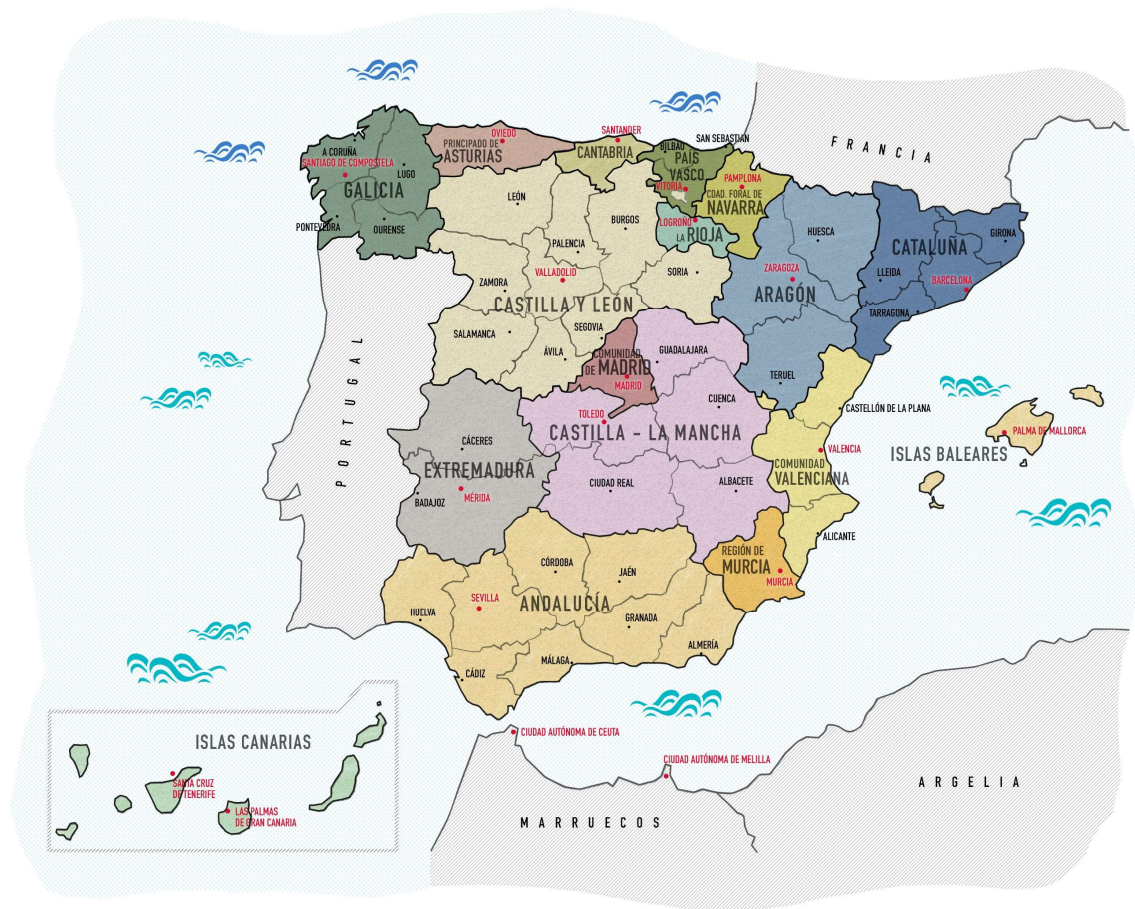 FRANCIA
OVIEDO
PRINCIPADO DE
ASTURIAS
SANTANDER
CANTABRIA
SAN SEBASTIAN
BILBAU
PAÍS
VASCO
VITORIA
PAMPLONA
CDAD. FORAL DE
NAVARRA
A CORUÑA
SANTIAGO DE COMPOSTELA
LUGO
GALICIA
PONTEVEDRA
OURENSE
LEÓN
BURGOS
PALENCIA
LOGROÑO
LA RIOJA
HUESCA
CATALUÑA
GIRONA
LLEIDA
BARCELONA
TARRAGONA
ZARAGOZA
ARAGÓN
TERUEL
VALLADOLID
SORIA
ZAMORA
CASTILLA Y LEÓN
SALAMANCA
SEGOVIA
ÁVILA
COMUNIDAD
DE MADRID
MADRID
GUADALAJARA
CUENCA
TOLEDO
CASTILLA - LA MANCHA
CIUDAD REAL
ALBACETE
PORTUGAL
CÁCERES
EXTREMADURA
BADAJOZ
MÉRIDA
CASTELLÓN DE LA PLANA
VALENCIA
COMUNIDAD
VALENCIANA
ALICANTE
PALMA DE MALLORCA
ISLAS BALEARES
REGIÓN DE
MURCIA
MURCIA
CÓRDOBA
JAÉN
SEVILLA
ANDALUCÍA
HUELVA
GRANADA
ALMERÍA
MÁLAGA
CÁDIZ
ISLAS CANARIAS
SANTA CRUZ
DE TENERIFE
LAS PALMAS
DE GRAN CANARIA
CIUDAD AUTÓNOMA DE CEUTA
CIUDAD AUTÓNOMA DE MELILLA
MARRUECOS
ARGELIA